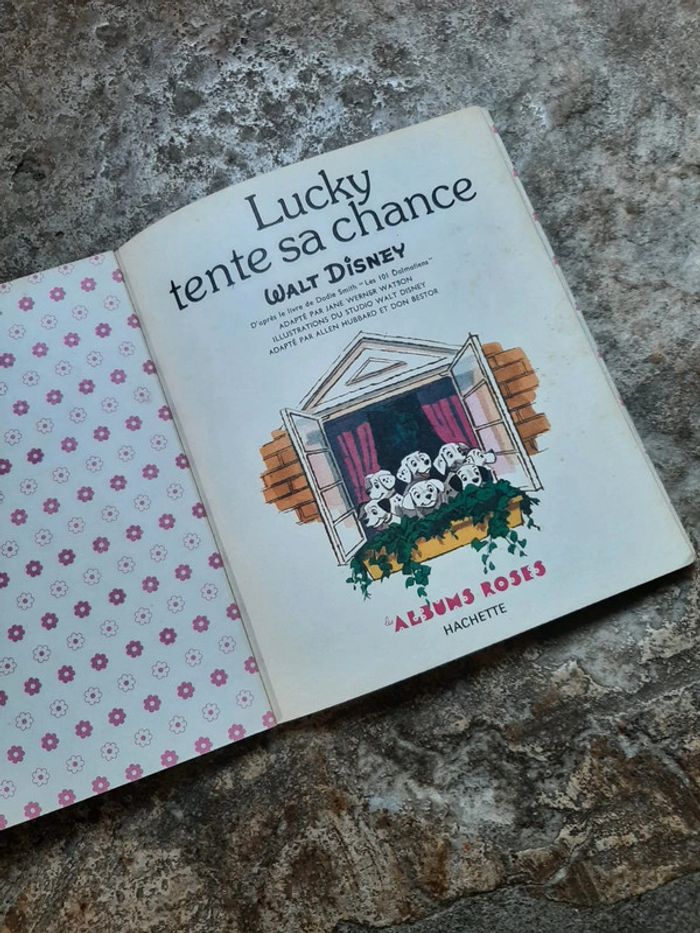 Lucky
tente sa chance
WALT DISNEY
D'après le livre de Dodie Smith "Les 101 Dalmatiens"
ADAPTÉ PAR JANE WERNER WATSON
ILLUSTRATIONS DU STUDIO WALT DISNEY
ADAPTÉ PAR ALLEN HUBBARD ET DON BESTOR
les ALBUMS ROSES
HACHETTE